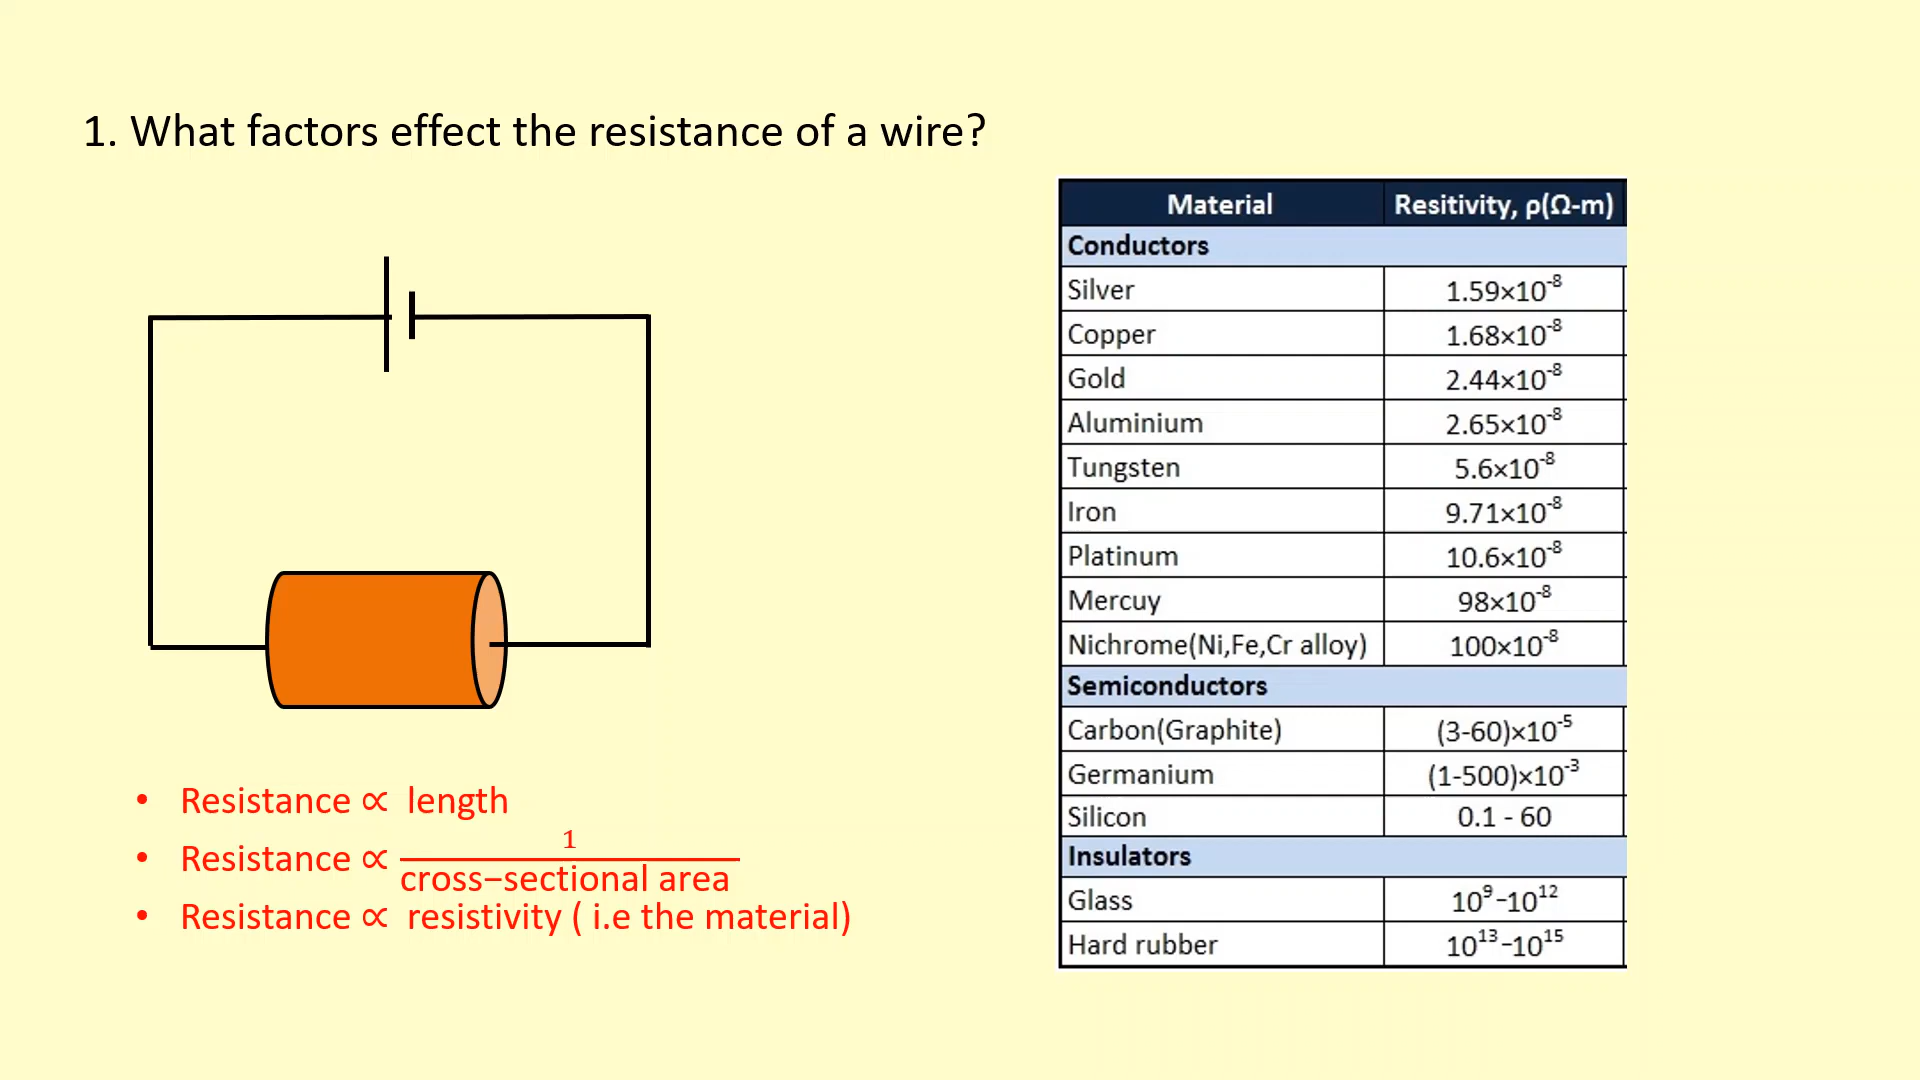 1. What factors effect the resistance of a wire?
Material Resitivity, ρ(Ω-m)
Conductors
Silver 1.59×10⁻⁸
Copper 1.68×10⁻⁸
Gold 2.44×10⁻⁸
Aluminium 2.65×10⁻⁸
Tungsten 5.6×10⁻⁸
Iron 9.71×10⁻⁸
Platinum 10.6×10⁻⁸
Mercuy 98×10⁻⁸
Nichrome(Ni,Fe,Cr alloy) 100×10⁻⁸
Semiconductors
Carbon(Graphite) (3-60)×10⁻⁵
Germanium (1-500)×10⁻³
Silicon 0.1 - 60
Insulators
Glass 10⁹-10¹²
Hard rubber 10¹³-10¹⁵
• Resistance ∝ length
• Resistance ∝ 1
cross−sectional area
• Resistance ∝ resistivity ( i.e the material)